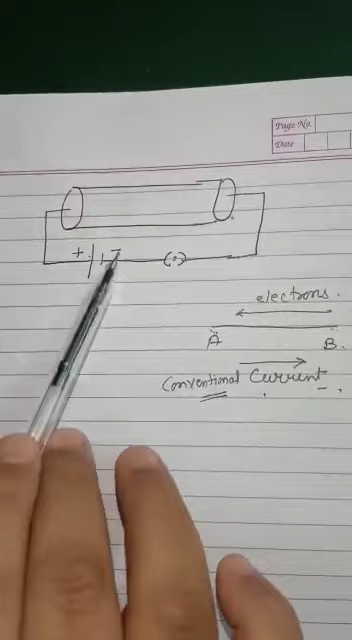 Page No.
Date
+ -
electrons.
A B.
Conventional Current